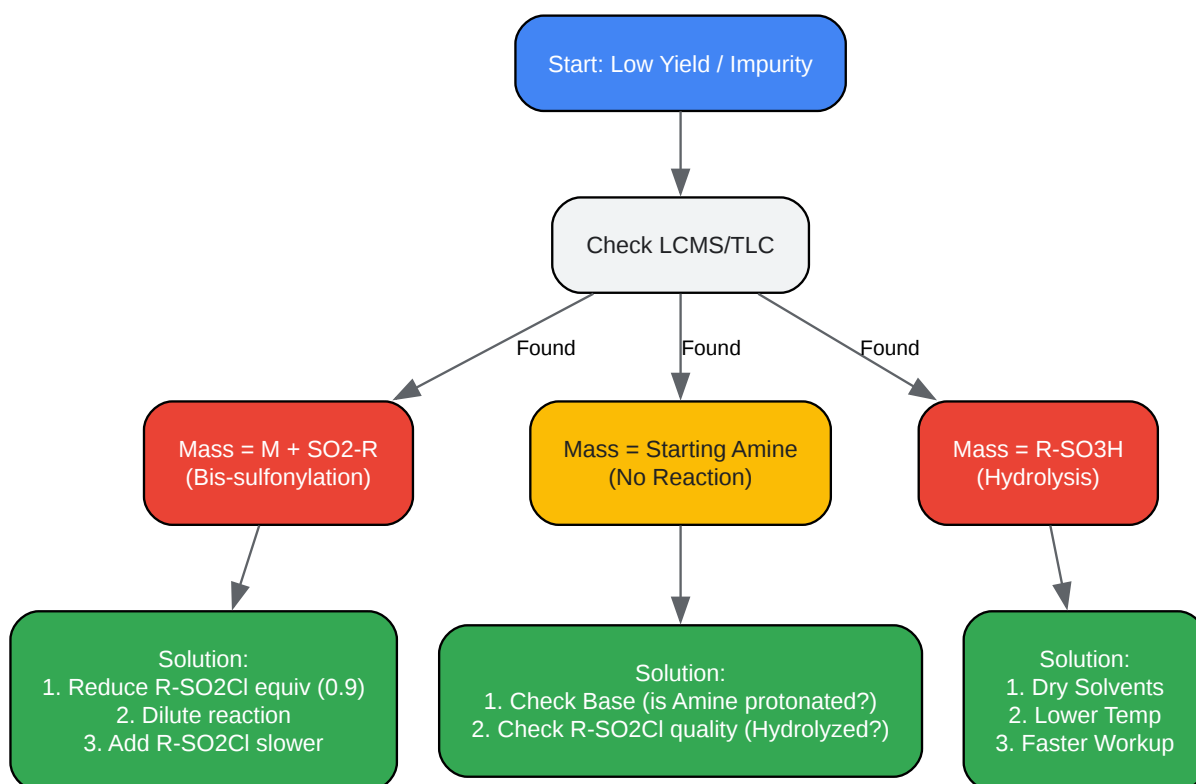 Start: Low Yield / Impurity
Check LCMS/TLC
Found
Found
Found
Mass = M + SO2-R
(Bis-sulfonylation)
Mass = Starting Amine
(No Reaction)
Mass = R-SO3H
(Hydrolysis)
Solution:
1. Reduce R-SO2Cl equiv (0.9)
2. Dilute reaction
3. Add R-SO2Cl slower
Solution:
1. Check Base (is Amine protonated?)
2. Check R-SO2Cl quality (Hydrolyzed?)
Solution:
1. Dry Solvents
2. Lower Temp
3. Faster Workup